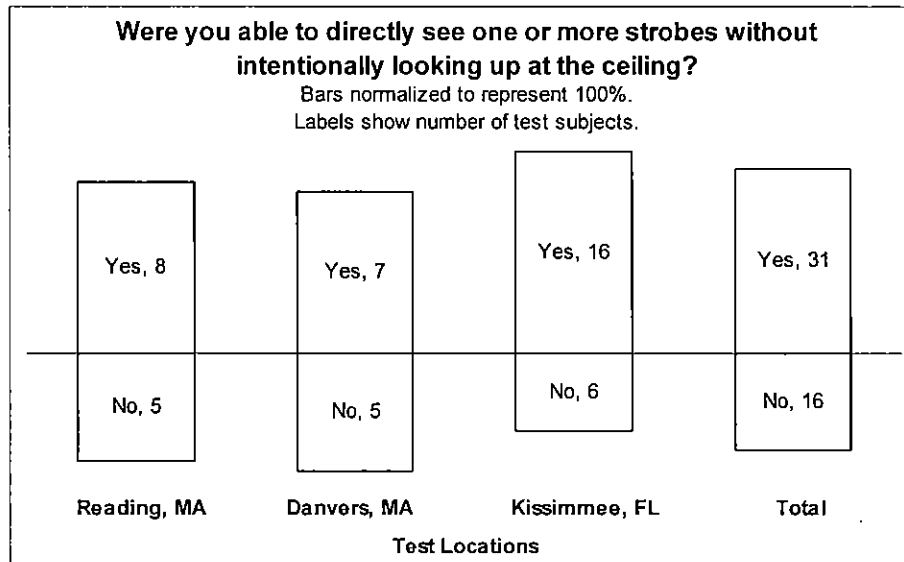 Were you able to directly see one or more strobes without
intentionally looking up at the ceiling?
Bars normalized to represent 100%.
Labels show number of test subjects.
Yes, 8
Yes, 7
Yes, 16
Yes, 31
No, 5
No, 5
No, 6
No, 16
Reading, MA
Danvers, MA
Kissimmee, FL
Total
Test Locations